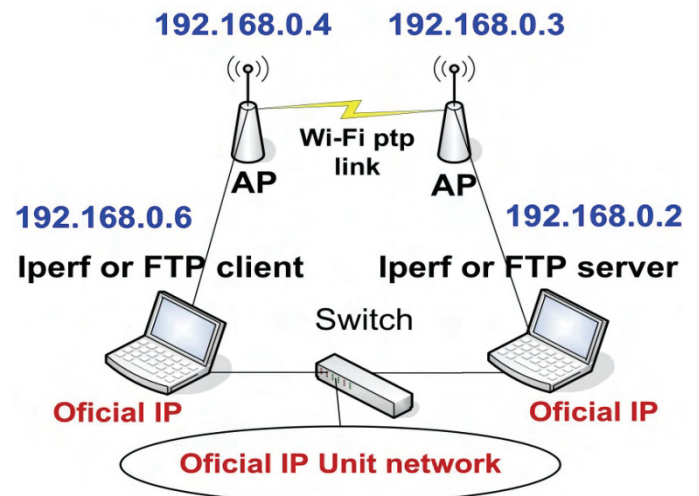 192.168.0.4
192.168.0.3
Wi-Fi ptp
link
AP
AP
192.168.0.6
192.168.0.2
Iperf or FTP client
Iperf or FTP server
Switch
Oficial IP
Oficial IP
Oficial IP Unit network